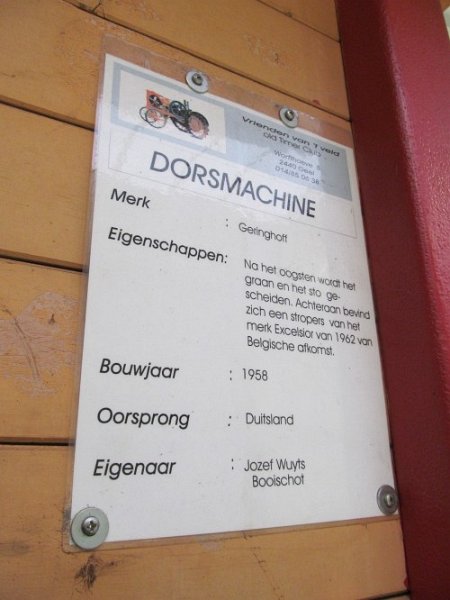 Vrienden van 't veld
old Timer Club
2440 Geel
DORSMACHINE
Merk : Geringhoff
Eigenschappen: Na het oogsten wordt het
graan en het sto ge-
scheiden. Achteraan bevind
zich een stropers van het
merk Excelsior van 1962 van
Belgische afkomst.
Bouwjaar : 1958
Oorsprong : Duitsland
Eigenaar : Jozef Wuyts
Booischot